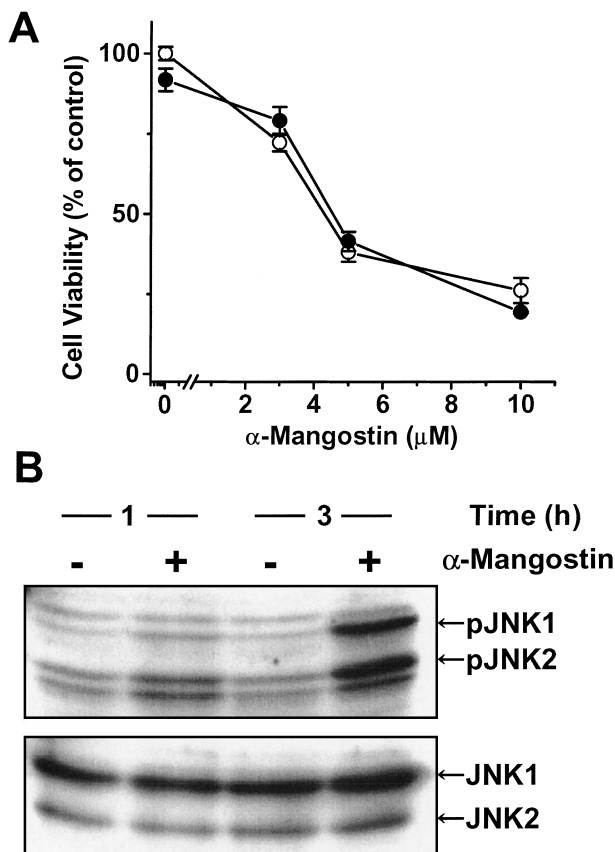 A
Cell Viability (% of control)
100
50
0
0 2 4 6 8 10
α-Mangostin (μM)
B
1 3 Time (h)
- + - + α-Mangostin
←pJNK1
←pJNK2
←JNK1
←JNK2